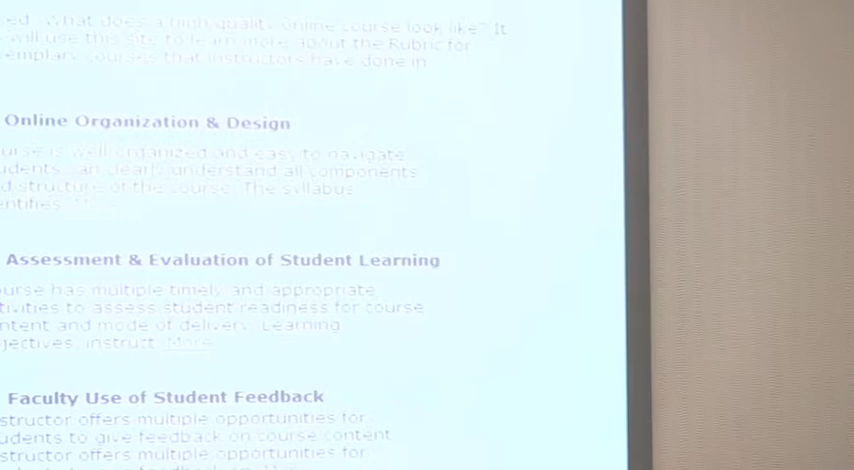 ed. What does a high quality online course look like? It
will use this site to learn more about the Rubric for
emplary courses that instructors have done in
Online Organization & Design
urse is well organized and easy to navigate
udents can clearly understand all components
d structure of the course. The syllabus
entifies More
Assessment & Evaluation of Student Learning
ourse has multiple timely and appropriate
tivities to assess student readiness for course
ntent and mode of delivery. Learning
jectives, instruct More
Faculty Use of Student Feedback
structor offers multiple opportunities for
udents to give feedback on course content
structor offers multiple opportunities for
feedback on